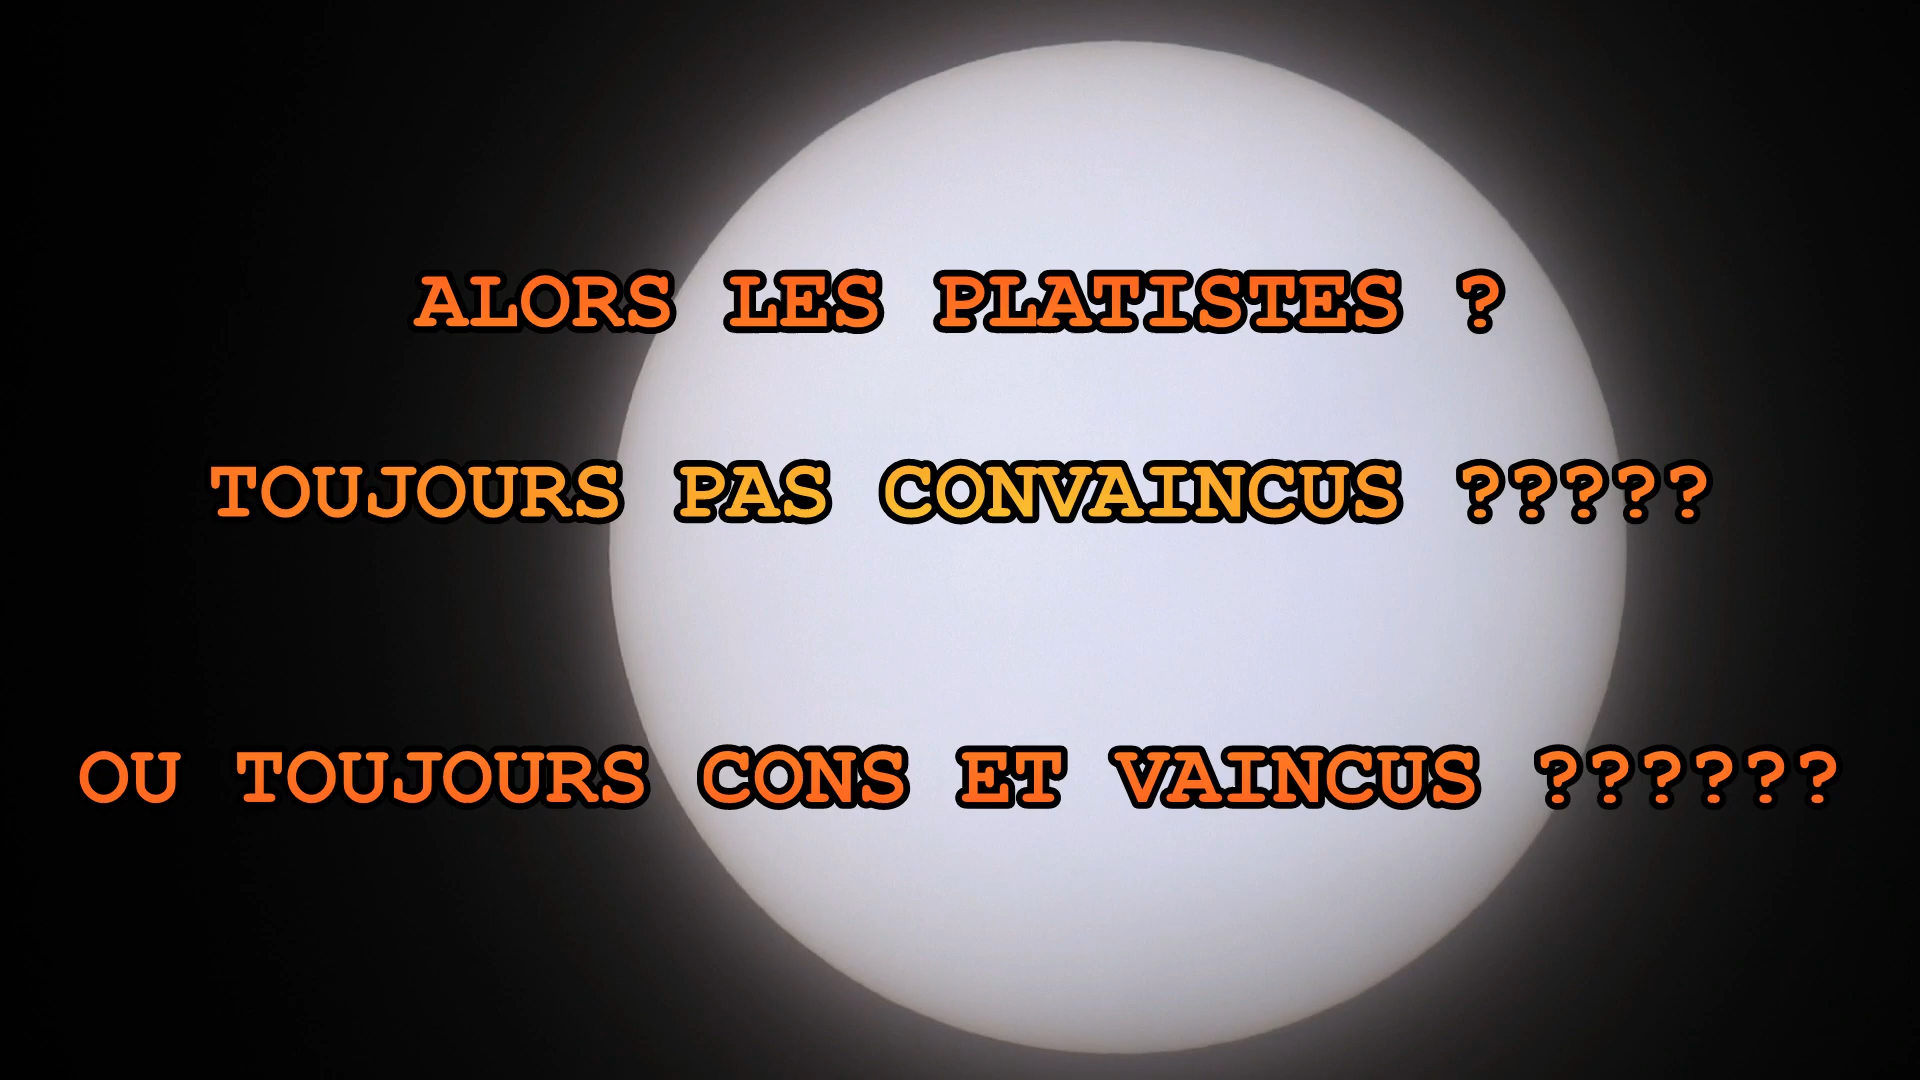 ALORS LES PLATISTES ?
TOUJOURS PAS CONVAINCUS ?????
OU TOUJOURS CONS ET VAINCUS ??????